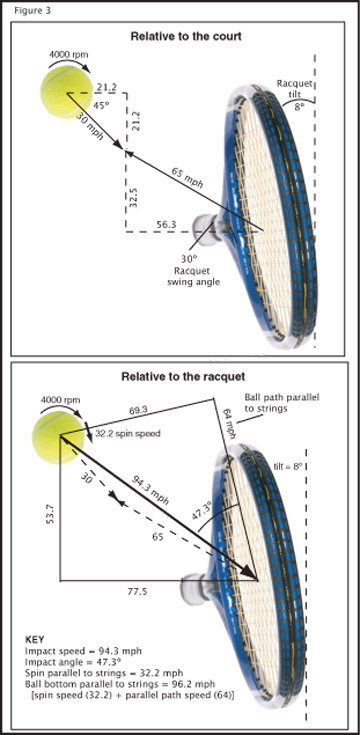 Figure 3
Relative to the court
4000 rpm
21.2
45°
21.2
30 mph
Racquet
tilt
8°
65 mph
32.5
56.3
30°
Racquet
swing angle
Relative to the racquet
4000 rpm
69.3
Ball path parallel
to strings
32.2 spin speed
64 mph
tilt = 8°
30
94.3 mph
47.3°
53.7
65
77.5
KEY
Impact speed = 94.3 mph
Impact angle = 47.3°
Spin parallel to strings = 32.2 mph
Ball bottom parallel to strings = 96.2 mph
[spin speed (32.2) + parallel path speed (64)]